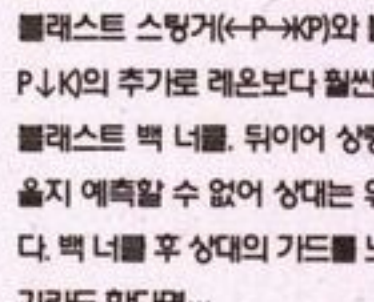 블래스트 스팅거(←P→KP)와
P↓K)의 추가로 레온보다 훨씬
블래스트 백 너클. 뒤이어
올지 예측할 수 없어 상대는
다. 백 너클 후 상대의 가드를